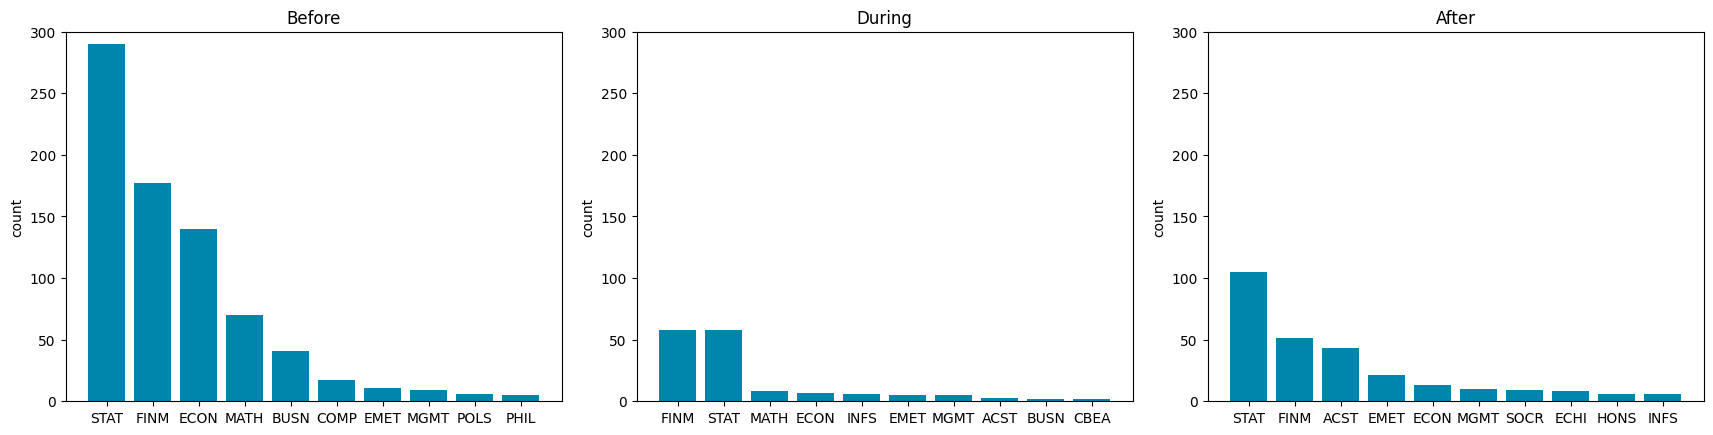 Before
300
250
200
150
100
50
0
count
STAT FINM ECON MATH BUSN COMP EMET MGMT POLS PHIL
During
300
250
200
150
100
50
0
count
FINM STAT MATH ECON INFS EMET MGMT ACST BUSN CBEA
After
300
250
200
150
100
50
0
count
STAT FINM ACST EMET ECON MGMT SOCR ECHI HONS INFS